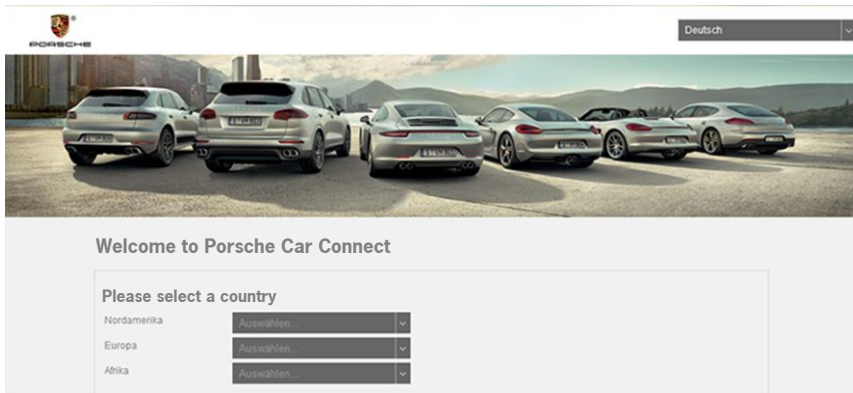 PORSCHE
Deutsch
Welcome to Porsche Car Connect
Please select a country
Nordamerika
Auswählen...
Europa
Auswählen...
Afrika
Auswählen...